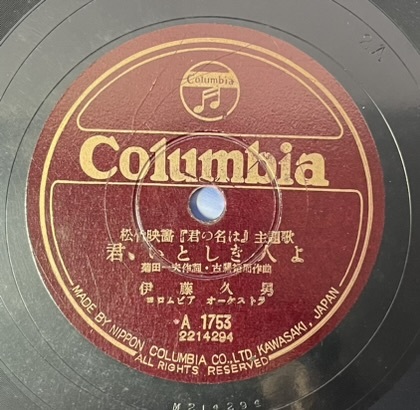 Columbia
Columbia
松竹映畵『君の名は』主題歌
君、いとしき人よ
菊田一夫作詞・古関裕而作曲
伊藤久男
コロムビア オーケストラ
A 1753
2214294
MADE BY NIPPON COLUMBIA CO., LTD. KAWASAKI, JAPAN
ALL RIGHTS RESERVED
M 214294